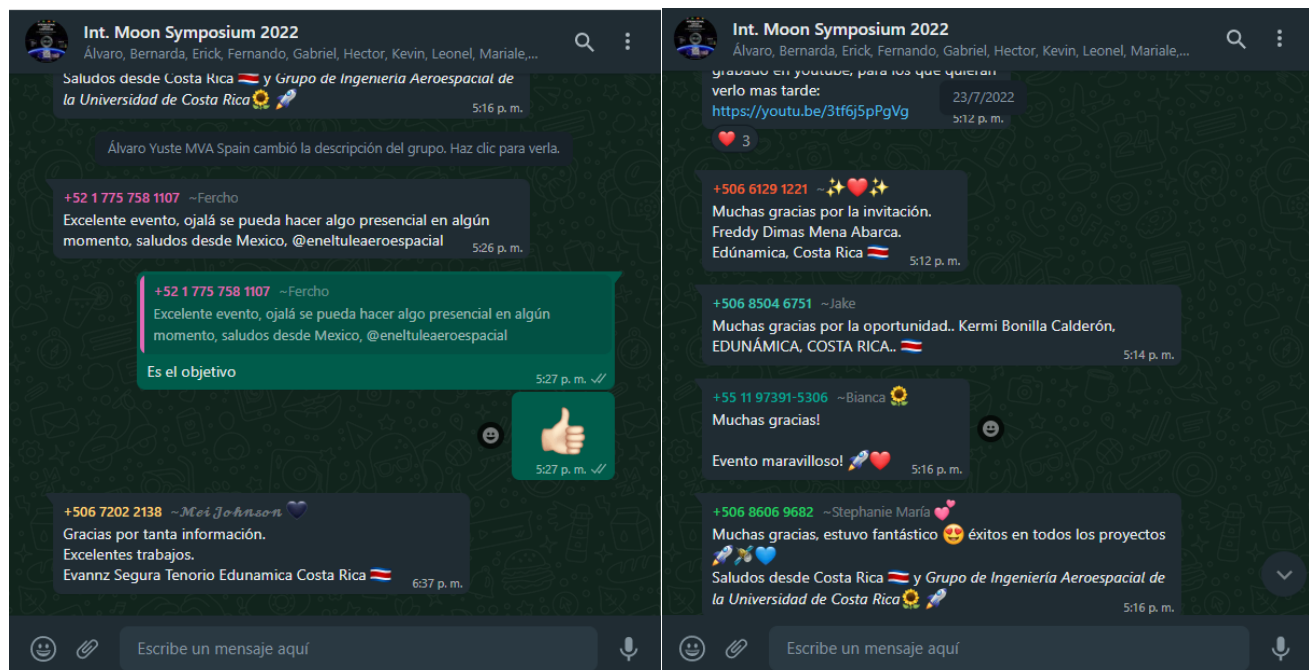 Int. Moon Symposium 2022
Álvaro, Bernarda, Erick, Fernando, Gabriel, Hector, Kevin, Leonel, Mariale,...
Saludos desde Costa Rica 🇨🇷 y Grupo de Ingeniería Aeroespacial de
la Universidad de Costa Rica🌻 🚀
5:16 p. m.
Álvaro Yuste MVA Spain cambió la descripción del grupo. Haz clic para verla.
+52 1 775 758 1107 ~Fercho
Excelente evento, ojalá se pueda hacer algo presencial en algún
momento, saludos desde Mexico, @eneltuleaeroespacial
5:26 p. m.
+52 1 775 758 1107 ~Fercho
Excelente evento, ojalá se pueda hacer algo presencial en algún
momento, saludos desde Mexico, @eneltuleaeroespacial
Es el objetivo
5:27 p. m.
👍🏻
5:27 p. m.
+506 7202 2138 ~𝓜𝓮𝓲 𝓙𝓸𝓱𝓷𝓼𝓸𝓷 🖤
Gracias por tanta información.
Excelentes trabajos.
Evannz Segura Tenorio Edunamica Costa Rica 🇨🇷
6:37 p. m.
Escribe un mensaje aquí
Int. Moon Symposium 2022
Álvaro, Bernarda, Erick, Fernando, Gabriel, Hector, Kevin, Leonel, Mariale,...
grabado en youtube, para los que quieran
verlo mas tarde:
23/7/2022
https://youtu.be/3tf6j5pPgVg
5:12 p. m.
❤️ 3
+506 6129 1221 ~✨❤️✨
Muchas gracias por la invitación.
Freddy Dimas Mena Abarca.
Edúnamica, Costa Rica 🇨🇷
5:12 p. m.
+506 8504 6751 ~Jake
Muchas gracias por la oportunidad.. Kermi Bonilla Calderón,
EDUNÁMICA, COSTA RICA.. 🇨🇷
5:14 p. m.
+55 11 97391-5306 ~Bianca 🌻
Muchas gracias!
Evento maravilloso! 🚀❤️
5:16 p. m.
+506 8606 9682 ~Stephanie María 💕
Muchas gracias, estuvo fantástico 😍 éxitos en todos los proyectos
🚀🛰️💙
Saludos desde Costa Rica 🇨🇷 y Grupo de Ingeniería Aeroespacial de
la Universidad de Costa Rica🌻 🚀
5:16 p. m.
Escribe un mensaje aquí